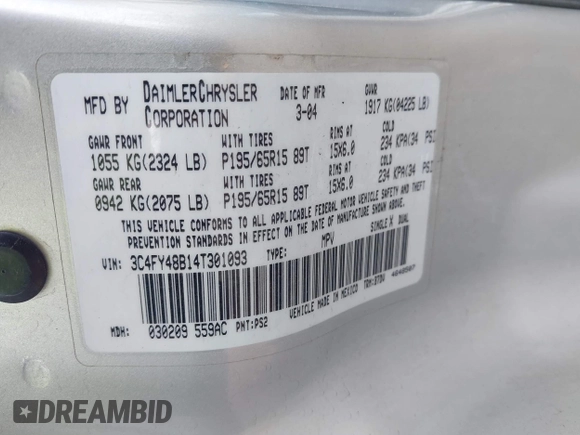 MFD BY DAIMLERCHRYSLER CORPORATION DATE OF MFR 3-04 GVWR 1917 KG(04225 LB)
GAWR FRONT WITH TIRES RIMS AT COLD
1055 KG(2324 LB) P195/65R15 89T 15X6.0 234 KPA(34 PSI
GAWR REAR WITH TIRES RIMS AT COLD
0942 KG(2075 LB) P195/65R15 89T 15X6.0 234 KPA(34 PSI
THIS VEHICLE CONFORMS TO ALL APPLICABLE FEDERAL MOTOR VEHICLE SAFETY AND THEFT
PREVENTION STANDARDS IN EFFECT ON THE DATE OF MANUFACTURE SHOWN ABOVE.
VIN: 3C4FY48B14T301093 TYPE: MPV SINGLE X DUAL
MDH: 030209 559AC PNT:PS2 VEHICLE MADE IN MEXICO
DREAMBID